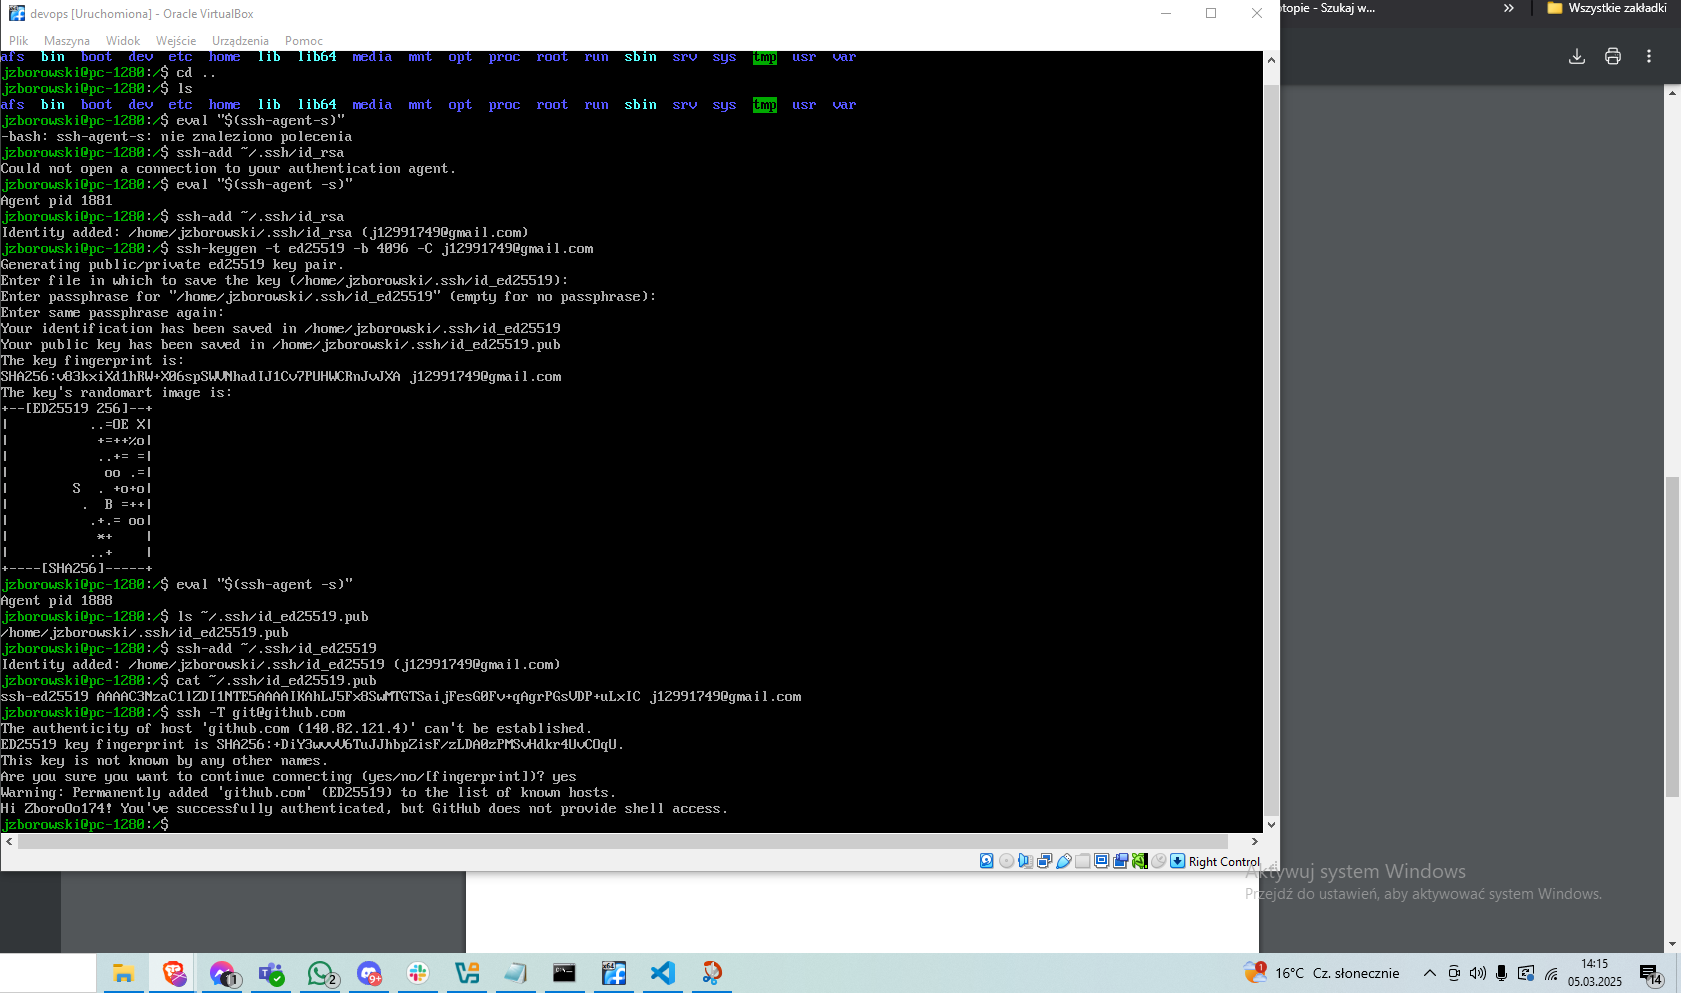 devops [Uruchomiona] - Oracle VirtualBox
Plik Maszyna Widok Wejście Urządzenia Pomoc
afs bin boot dev etc home lib lib64 media mnt opt proc root run sbin srv sys tmp usr var
jzborowski@pc-1280:/$ cd ..
jzborowski@pc-1280:/$ ls
afs bin boot dev etc home lib lib64 media mnt opt proc root run sbin srv sys tmp usr var
jzborowski@pc-1280:/$ eval "$(ssh-agent-s)"
-bash: ssh-agent-s: nie znaleziono polecenia
jzborowski@pc-1280:/$ ssh-add ~/.ssh/id_rsa
Could not open a connection to your authentication agent.
jzborowski@pc-1280:/$ eval "$(ssh-agent -s)"
Agent pid 1881
jzborowski@pc-1280:/$ ssh-add ~/.ssh/id_rsa
Identity added: /home/jzborowski/.ssh/id_rsa (j12991749@gmail.com)
jzborowski@pc-1280:/$ ssh-keygen -t ed25519 -b 4096 -C j12991749@gmail.com
Generating public/private ed25519 key pair.
Enter file in which to save the key (/home/jzborowski/.ssh/id_ed25519):
Enter passphrase for "/home/jzborowski/.ssh/id_ed25519" (empty for no passphrase):
Enter same passphrase again:
Your identification has been saved in /home/jzborowski/.ssh/id_ed25519
Your public key has been saved in /home/jzborowski/.ssh/id_ed25519.pub
The key fingerprint is:
SHA256:v83kxiXd1hRW+X06spSWVNhadIJ1Cv7PUHWCRnJvJXA j12991749@gmail.com
The key's randomart image is:
+--[ED25519 256]--+
|          ..=OE X|
|           +=++%o|
|           ..+= =|
|            oo .=|
|        S  . +o+o|
|         .  B =++|
|          .+.= oo|
|           *+    |
|          ..+    |
+----[SHA256]-----+
jzborowski@pc-1280:/$ eval "$(ssh-agent -s)"
Agent pid 1888
jzborowski@pc-1280:/$ ls ~/.ssh/id_ed25519.pub
/home/jzborowski/.ssh/id_ed25519.pub
jzborowski@pc-1280:/$ ssh-add ~/.ssh/id_ed25519
Identity added: /home/jzborowski/.ssh/id_ed25519 (j12991749@gmail.com)
jzborowski@pc-1280:/$ cat ~/.ssh/id_ed25519.pub
ssh-ed25519 AAAAC3NzaC1lZDI1NTE5AAAAIKAhLJ5Fx8SwMTGTSaijFesG0Fv+qAgrPGsVDP+uLxIC j12991749@gmail.com
jzborowski@pc-1280:/$ ssh -T git@github.com
The authenticity of host 'github.com (140.82.121.4)' can't be established.
ED25519 key fingerprint is SHA256:+DiY3wvvV6TuJJhbpZisF/zLDA0zPMSvHdkr4UvCOqU.
This key is not known by any other names.
Are you sure you want to continue connecting (yes/no/[fingerprint])? yes
Warning: Permanently added 'github.com' (ED25519) to the list of known hosts.
Hi ZboroOo174! You've successfully authenticated, but GitHub does not provide shell access.
jzborowski@pc-1280:/$
Right Control
otopie - Szukaj w...
Wszystkie zakładki
Aktywuj system Windows
Przejdź do ustawień, aby aktywować system Windows.
11
2
9+
x64
1
16°C Cz. słonecznie
14:15
05.03.2025
14